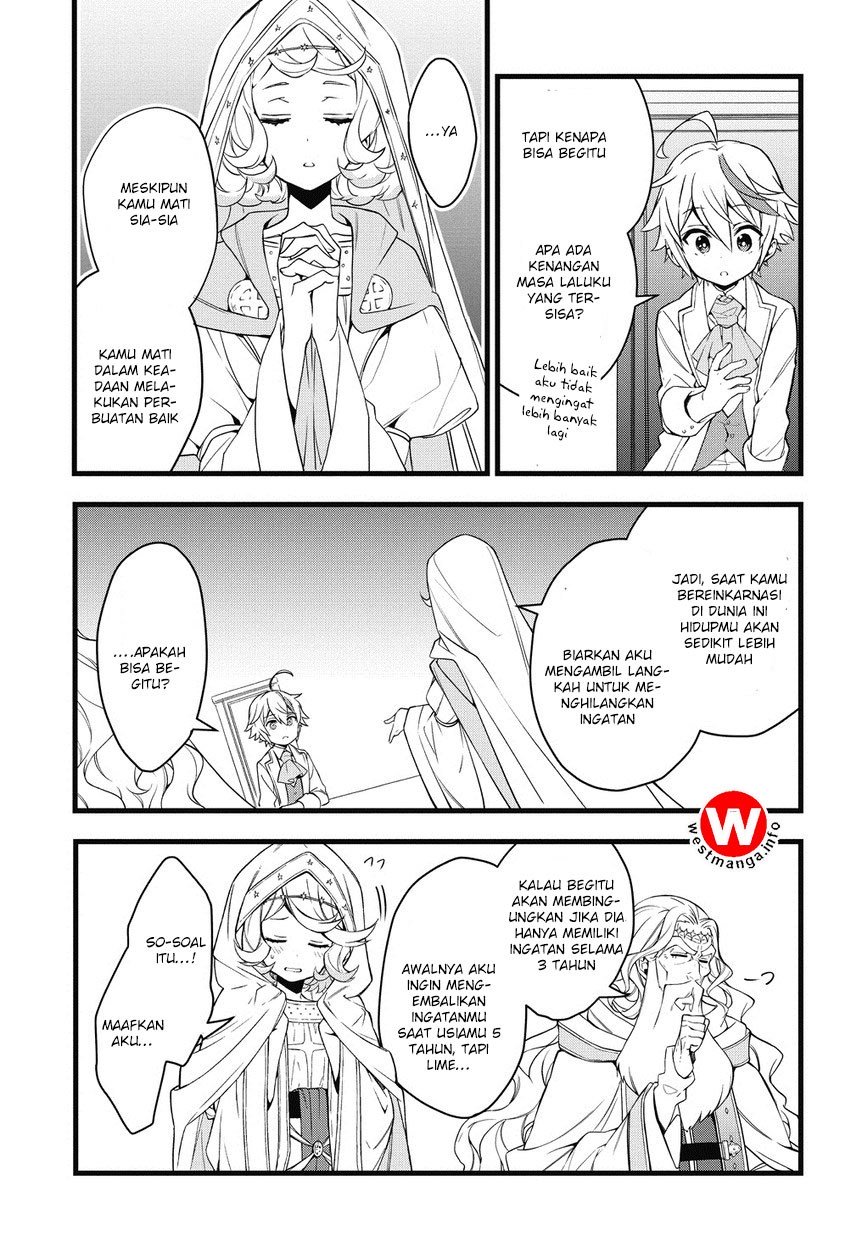 TAPI KENAPA
BISA BEGITU
APA ADA
KENANGAN
MASA LALUKU
YANG TER-
SISA?
Lebih baik
aku tidak
mengingat
lebih banyak
lagi
...YA
MESKIPUN
KAMU MATI
SIA-SIA
KAMU MATI
DALAM KEA-
DAAN MELA-
KUKAN PER-
BUATAN BAIK
JADI, SAAT KAMU
BEREINKARNASI
DI DUNIA INI
HIDUPMU AKAN
SEDIKIT LEBIH
MUDAH
BIARKAN AKU
MENGAMBIL LANG-
KAH UNTUK ME-
NGHILANGKAN
INGATAN
....APAKAH
BISA BE-
GITU?
W
westmanga.info
KALAU BEGITU
AKAN MEMBING-
UNGKAN JIKA DIA
HANYA MEMILIKI
INGATAN SELAMA
3 TAHUN
AWALNYA AKU
INGIN MENG-
EMBALIKAN
INGATANMU
SAAT USIAMU 5
TAHUN, TAPI
LIME...
SO-SOAL
ITU...!
MAAFKAN
AKU...